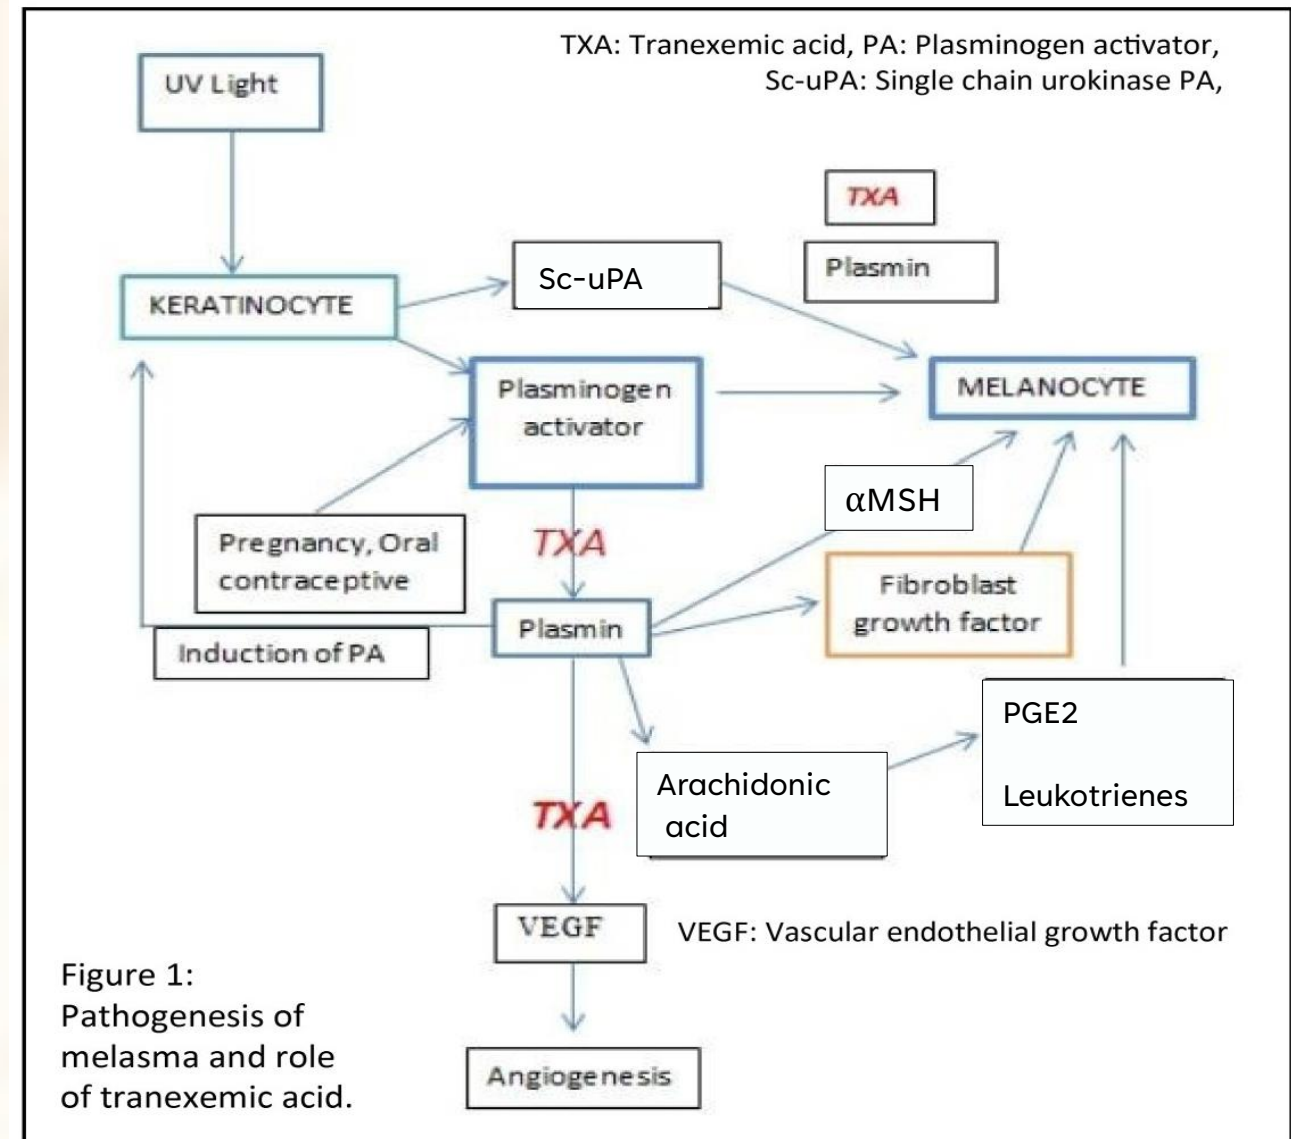 TXA: Tranexemic acid, PA: Plasminogen activator,
Sc-uPA: Single chain urokinase PA,
UV Light
TXA
Plasmin
KERATINOCYTE
Sc-uPA
Plasminogen
activator
MELANOCYTE
αMSH
Pregnancy, Oral
contraceptive
TXA
Fibroblast
growth factor
Plasmin
Induction of PA
PGE2
Leukotrienes
Arachidonic
acid
TXA
VEGF
VEGF: Vascular endothelial growth factor
Angiogenesis
Figure 1:
Pathogenesis of
melasma and role
of tranexemic acid.